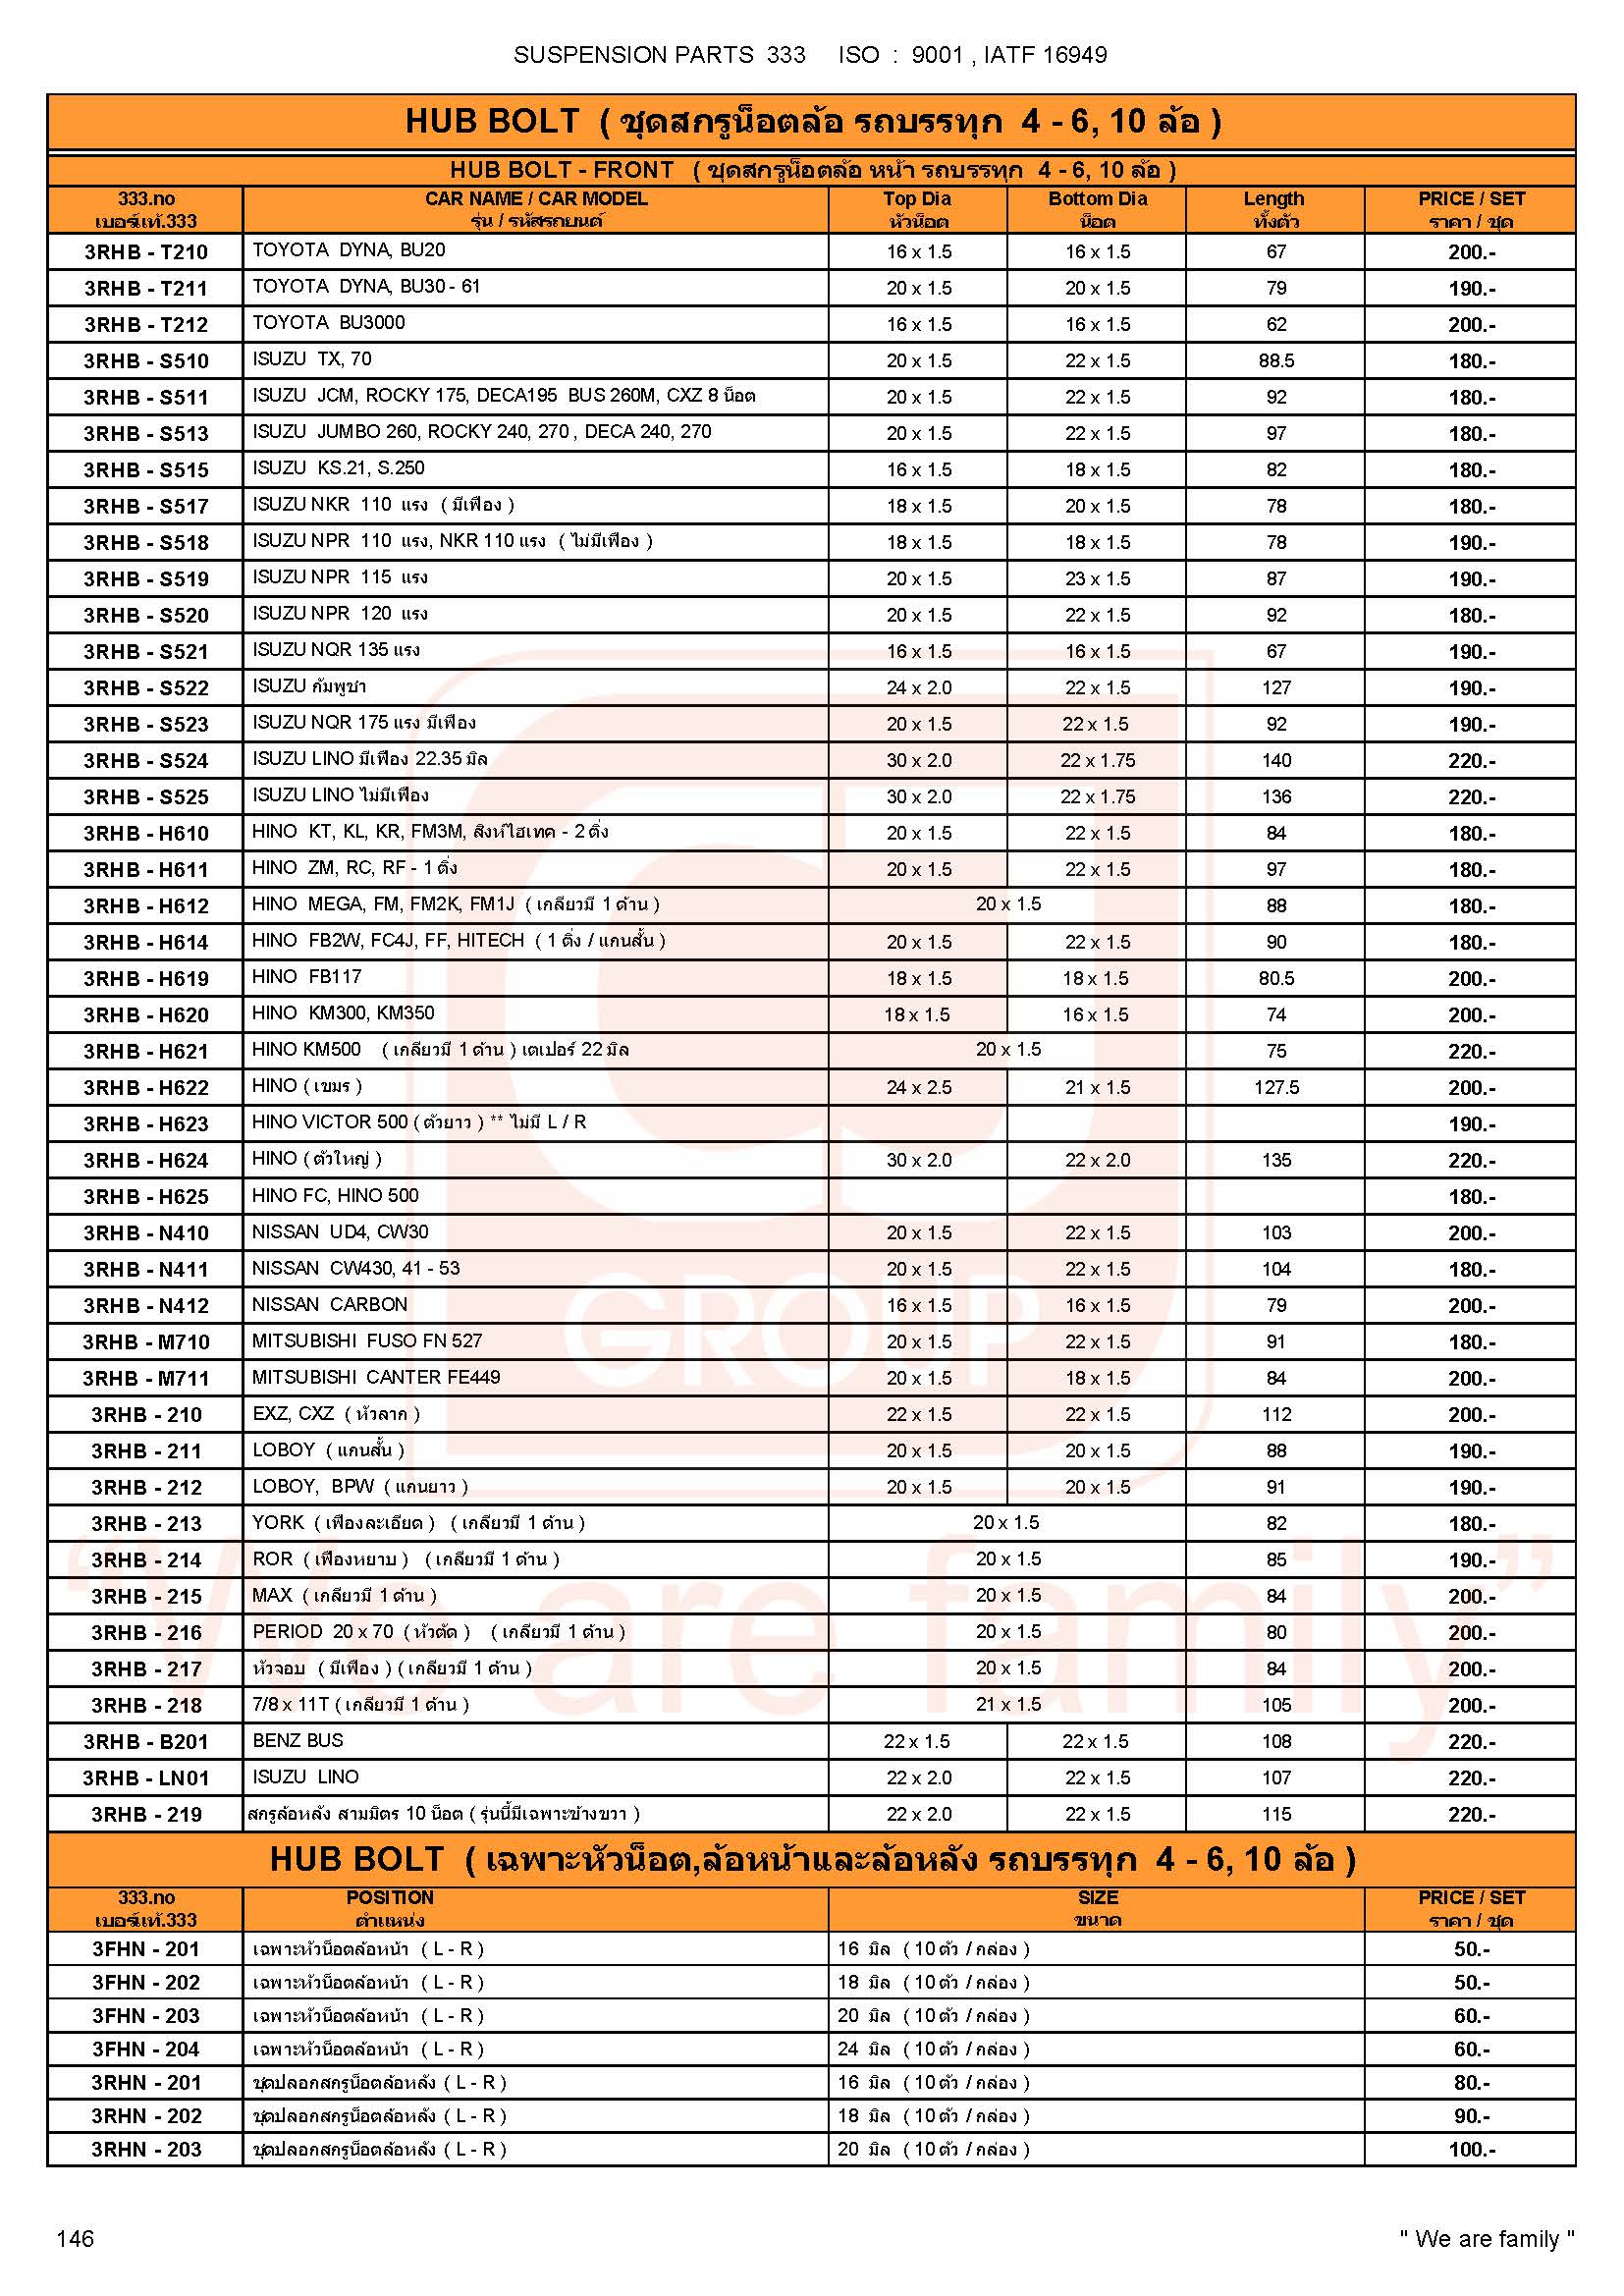 SUSPENSION PARTS 333 ISO : 9001 , IATF 16949
HUB BOLT ( ชุดสกรูน็อตล้อ รถบรรทุก 4 - 6, 10 ล้อ )
HUB BOLT - FRONT ( ชุดสกรูน็อตล้อ หน้า รถบรรทุก 4 - 6, 10 ล้อ )
333.no CAR NAME / CAR MODEL Top Dia Bottom Dia Length PRICE / SET
เบอร์แท้.333 รุ่น / รหัสรถยนต์ หัวน็อต น็อต ทั้งตัว ราคา / ชุด
3RHB - T210 TOYOTA DYNA, BU20 16 x 1.5 16 x 1.5 67 200.-
3RHB - T211 TOYOTA DYNA, BU30 - 61 20 x 1.5 20 x 1.5 79 190.-
3RHB - T212 TOYOTA BU3000 16 x 1.5 16 x 1.5 62 200.-
3RHB - S510 ISUZU TX, 70 20 x 1.5 22 x 1.5 88.5 180.-
3RHB - S511 ISUZU JCM, ROCKY 175, DECA195 BUS 260M, CXZ 8 น็อต 20 x 1.5 22 x 1.5 92 180.-
3RHB - S513 ISUZU JUMBO 260, ROCKY 240, 270 , DECA 240, 270 20 x 1.5 22 x 1.5 97 180.-
3RHB - S515 ISUZU KS.21, S.250 16 x 1.5 18 x 1.5 82 180.-
3RHB - S517 ISUZU NKR 110 แรง ( มีเฟือง ) 18 x 1.5 20 x 1.5 78 180.-
3RHB - S518 ISUZU NPR 110 แรง, NKR 110 แรง ( ไม่มีเฟือง ) 18 x 1.5 18 x 1.5 78 190.-
3RHB - S519 ISUZU NPR 115 แรง 20 x 1.5 23 x 1.5 87 190.-
3RHB - S520 ISUZU NPR 120 แรง 20 x 1.5 22 x 1.5 92 180.-
3RHB - S521 ISUZU NQR 135 แรง 16 x 1.5 16 x 1.5 67 190.-
3RHB - S522 ISUZU กัมพูชา 24 x 2.0 22 x 1.5 127 190.-
3RHB - S523 ISUZU NQR 175 แรง มีเฟือง 20 x 1.5 22 x 1.5 92 190.-
3RHB - S524 ISUZU LINO มีเฟือง 22.35 มิล 30 x 2.0 22 x 1.75 140 220.-
3RHB - S525 ISUZU LINO ไม่มีเฟือง 30 x 2.0 22 x 1.75 136 220.-
3RHB - H610 HINO KT, KL, KR, FM3M, สิงห์ไฮเทค - 2 ติ่ง 20 x 1.5 22 x 1.5 84 180.-
3RHB - H611 HINO ZM, RC, RF - 1 ติ่ง 20 x 1.5 22 x 1.5 97 180.-
3RHB - H612 HINO MEGA, FM, FM2K, FM1J ( เกลียวมี 1 ด้าน ) 20 x 1.5 88 180.-
3RHB - H614 HINO FB2W, FC4J, FF, HITECH ( 1 ติ่ง / แกนสั้น ) 20 x 1.5 22 x 1.5 90 180.-
3RHB - H619 HINO FB117 18 x 1.5 18 x 1.5 80.5 200.-
3RHB - H620 HINO KM300, KM350 18 x 1.5 16 x 1.5 74 200.-
3RHB - H621 HINO KM500 ( เกลียวมี 1 ด้าน ) เตเปอร์ 22 มิล 20 x 1.5 75 220.-
3RHB - H622 HINO ( เขมร ) 24 x 2.5 21 x 1.5 127.5 200.-
3RHB - H623 HINO VICTOR 500 ( ตัวยาว ) ** ไม่มี L / R 190.-
3RHB - H624 HINO ( ตัวใหญ่ ) 30 x 2.0 22 x 2.0 135 220.-
3RHB - H625 HINO FC, HINO 500 180.-
3RHB - N410 NISSAN UD4, CW30 20 x 1.5 22 x 1.5 103 200.-
3RHB - N411 NISSAN CW430, 41 - 53 20 x 1.5 22 x 1.5 104 180.-
3RHB - N412 NISSAN CARBON 16 x 1.5 16 x 1.5 79 200.-
3RHB - M710 MITSUBISHI FUSO FN 527 20 x 1.5 22 x 1.5 91 180.-
3RHB - M711 MITSUBISHI CANTER FE449 20 x 1.5 18 x 1.5 84 200.-
3RHB - 210 EXZ, CXZ ( หัวลาก ) 22 x 1.5 22 x 1.5 112 200.-
3RHB - 211 LOBOY ( แกนสั้น ) 20 x 1.5 20 x 1.5 88 190.-
3RHB - 212 LOBOY, BPW ( แกนยาว ) 20 x 1.5 20 x 1.5 91 190.-
3RHB - 213 YORK ( เฟืองละเอียด ) ( เกลียวมี 1 ด้าน ) 20 x 1.5 82 180.-
3RHB - 214 ROR ( เฟืองหยาบ ) ( เกลียวมี 1 ด้าน ) 20 x 1.5 85 190.-
3RHB - 215 MAX ( เกลียวมี 1 ด้าน ) 20 x 1.5 84 200.-
3RHB - 216 PERIOD 20 x 70 ( หัวตัด ) ( เกลียวมี 1 ด้าน ) 20 x 1.5 80 200.-
3RHB - 217 หัวจอบ ( มีเฟือง ) ( เกลียวมี 1 ด้าน ) 20 x 1.5 84 200.-
3RHB - 218 7/8 x 11T ( เกลียวมี 1 ด้าน ) 21 x 1.5 105 200.-
3RHB - B201 BENZ BUS 22 x 1.5 22 x 1.5 108 220.-
3RHB - LN01 ISUZU LINO 22 x 2.0 22 x 1.5 107 220.-
3RHB - 219 สกรูล้อหลัง สามมิตร 10 น็อต ( รุ่นนี้มีเฉพาะข้างขวา ) 22 x 2.0 22 x 1.5 115 220.-
HUB BOLT ( เฉพาะหัวน็อต,ล้อหน้าและล้อหลัง รถบรรทุก 4 - 6, 10 ล้อ )
333.no POSITION SIZE PRICE / SET
เบอร์แท้.333 ตำแหน่ง ขนาด ราคา / ชุด
3FHN - 201 เฉพาะหัวน็อตล้อหน้า ( L - R ) 16 มิล ( 10 ตัว / กล่อง ) 50.-
3FHN - 202 เฉพาะหัวน็อตล้อหน้า ( L - R ) 18 มิล ( 10 ตัว / กล่อง ) 50.-
3FHN - 203 เฉพาะหัวน็อตล้อหน้า ( L - R ) 20 มิล ( 10 ตัว / กล่อง ) 60.-
3FHN - 204 เฉพาะหัวน็อตล้อหน้า ( L - R ) 24 มิล ( 10 ตัว / กล่อง ) 60.-
3RHN - 201 ชุดปลอกสกรูน็อตล้อหลัง ( L - R ) 16 มิล ( 10 ตัว / กล่อง ) 80.-
3RHN - 202 ชุดปลอกสกรูน็อตล้อหลัง ( L - R ) 18 มิล ( 10 ตัว / กล่อง ) 90.-
3RHN - 203 ชุดปลอกสกรูน็อตล้อหลัง ( L - R ) 20 มิล ( 10 ตัว / กล่อง ) 100.-
CJ
GROUP
“We are family”
146 " We are family "